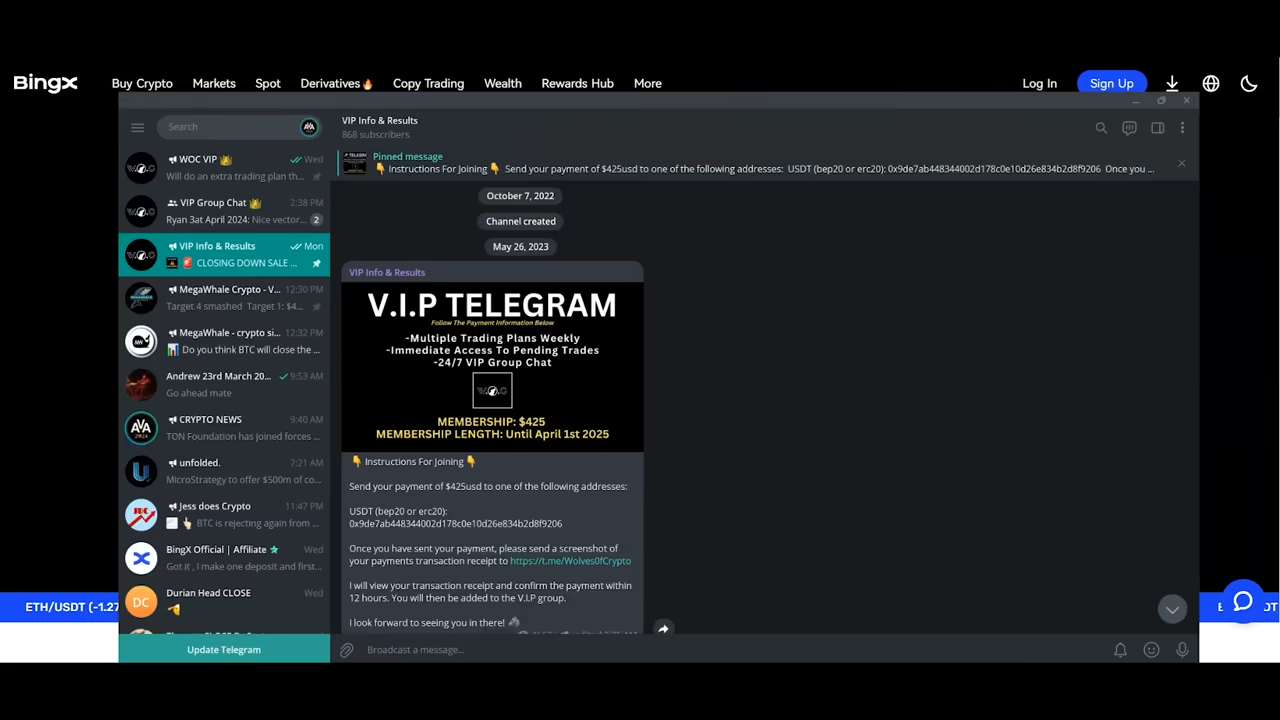 BingX
Buy Crypto
Markets
Spot
Derivatives🔥
Copy Trading
Wealth
Rewards Hub
More
Log In
Sign Up
Search
AVA
WOC VIP 👑
Wed
Will do an extra trading plan th...
VIP Group Chat 👑
2:38 PM
Ryan 3at April 2024: Nice vector...
2
VIP Info & Results
Mon
🚨 CLOSING DOWN SALE ...
MegaWhale Crypto - V...
12:30 PM
Target 4 smashed Target 1: $4...
MegaWhale - crypto si...
12:32 PM
📊 Do you think BTC will close the ...
Andrew 23rd March 20...
9:53 AM
Go ahead mate
CRYPTO NEWS
9:40 AM
TON Foundation has joined forces ...
unfolded.
7:21 AM
MicroStrategy to offer $500m of co...
Jess does Crypto
11:47 PM
👆🏻 BTC is rejecting again from ...
BingX Official | Affiliate
Wed
Got it , I make one deposit and first...
DC
Durian Head CLOSE
Wed
Update Telegram
VIP Info & Results
868 subscribers
Pinned message
👇 Instructions For Joining 👇 Send your payment of $425usd to one of the following addresses: USDT (bep20 or erc20): 0x9de7ab448344002d178c0e10d26e834b2d8f9206 Once you ...
October 7, 2022
Channel created
May 26, 2023
VIP Info & Results
V.I.P TELEGRAM
Follow The Payment Information Below
-Multiple Trading Plans Weekly
-Immediate Access To Pending Trades
-24/7 VIP Group Chat
MEMBERSHIP: $425
MEMBERSHIP LENGTH: Until April 1st 2025
👇 Instructions For Joining 👇
Send your payment of $425usd to one of the following addresses:
USDT (bep20 or erc20):
0x9de7ab448344002d178c0e10d26e834b2d8f9206
Once you have sent your payment, please send a screenshot of
your payments transaction receipt to https://t.me/Wolves0fCrypto
I will view your transaction receipt and confirm the payment within
12 hours. You will then be added to the V.I.P group.
I look forward to seeing you in there! 🐴
Broadcast a message...
ETH/USDT (-1.27